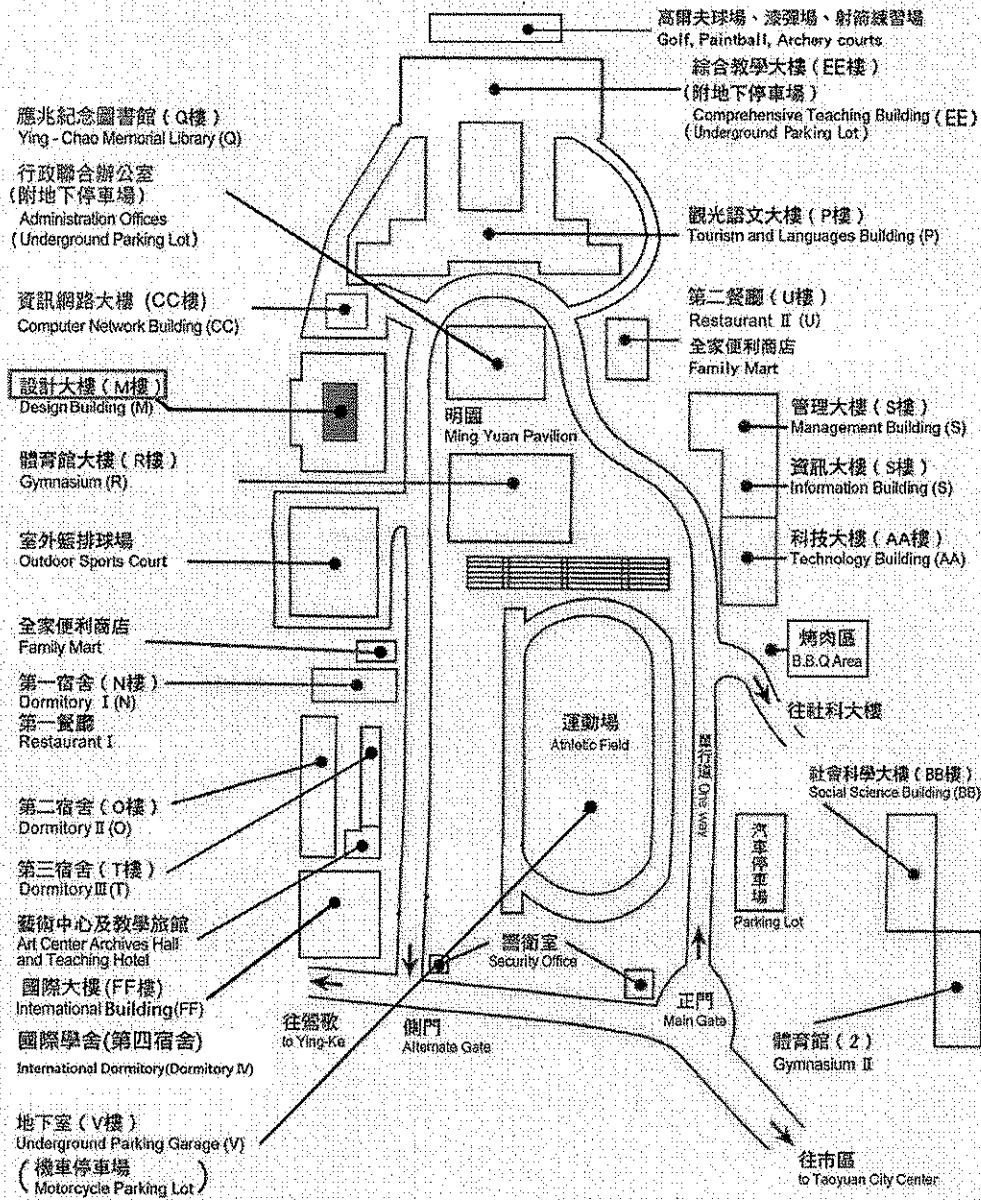 高爾夫球場、漆彈場、射箭練習場
Golf, Paintball, Archery courts
綜合教學大樓(EE樓)
(附地下停車場)
Comprehensive Teaching Building (EE)
(Underground Parking Lot)
應兆紀念圖書館(Q樓)
Ying - Chao Memorial Library (Q)
行政聯合辦公室
(附地下停車場)
Administration Offices
(Underground Parking Lot)
觀光語文大樓(P樓)
Tourism and Languages Building (P)
資訊網路大樓 (CC樓)
Computer Network Building (CC)
第二餐廳(U樓)
Restaurant II (U)
全家便利商店
Family Mart
設計大樓(M樓)
Design Building (M)
明園
Ming Yuan Pavilion
管理大樓(S樓)
Management Building (S)
體育館大樓(R樓)
Gymnasium (R)
資訊大樓(S樓)
Information Building (S)
室外籃排球場
Outdoor Sports Court
科技大樓(AA樓)
Technology Building (AA)
全家便利商店
Family Mart
烤肉區
B.B.Q Area
第一宿舍(N樓)
Dormitory I (N)
第一餐廳
Restaurant I
往社科大樓
運動場
Athletic Field
單行道 One way
社會科學大樓(BB樓)
Social Science Building (BB)
第二宿舍(O樓)
Dormitory II (O)
汽車停車場
Parking Lot
第三宿舍(T樓)
Dormitory III (T)
藝術中心及教學旅館
Art Center Archives Hall
and Teaching Hotel
警衛室
Security Office
國際大樓(FF樓)
International Building (FF)
國際學舍(第四宿舍)
International Dormitory (Dormitory IV)
往鶯歌
to Ying-Ke
側門
Alternate Gate
正門
Main Gate
體育館(2)
Gymnasium II
地下室(V樓)
Underground Parking Garage (V)
(機車停車場
Motorcycle Parking Lot)
往市區
to Taoyuan City Center